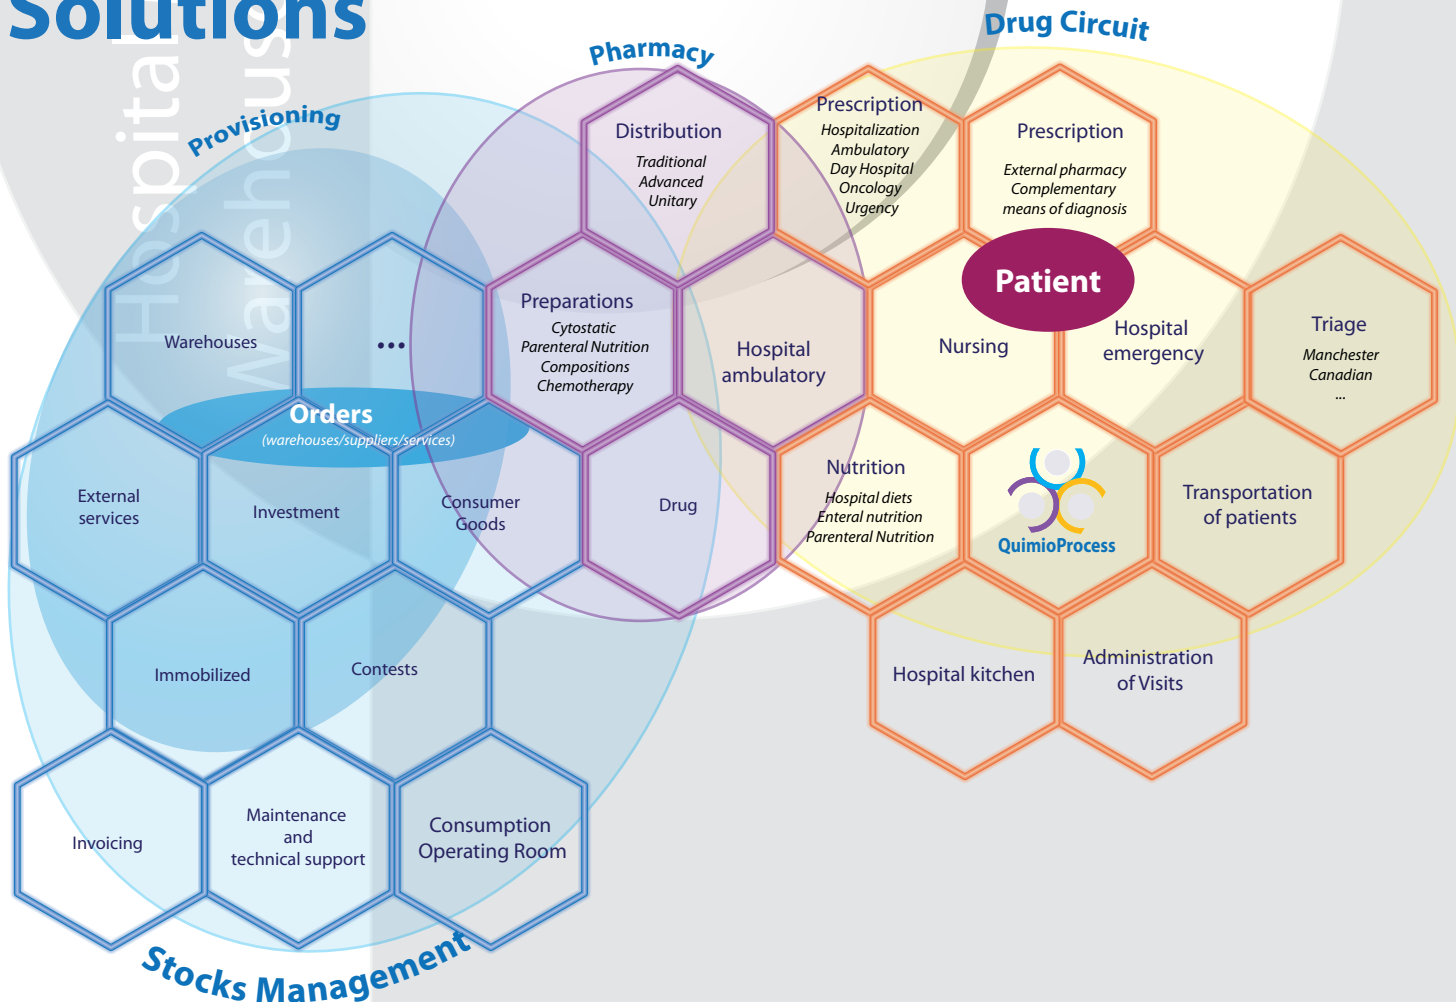 Solutions
Hospital
Warehouse
Drug Circuit
Pharmacy
Provisioning
Distribution
Traditional
Advanced
Unitary
Prescription
Hospitalization
Ambulatory
Day Hospital
Oncology
Urgency
Prescription
External pharmacy
Complementary
means of diagnosis
Patient
Warehouses
...
Preparations
Cytostatic
Parenteral Nutrition
Compositions
Chemotherapy
Hospital
ambulatory
Nursing
Hospital
emergency
Triage
Manchester
Canadian
...
Orders
(warehouses/suppliers/services)
External
services
Investment
Consumer
Goods
Drug
Nutrition
Hospital diets
Enteral nutrition
Parenteral Nutrition
QuimioProcess
Transportation
of patients
Immobilized
Contests
Hospital kitchen
Administration
of Visits
Invoicing
Maintenance
and
technical support
Consumption
Operating Room
Stocks Management